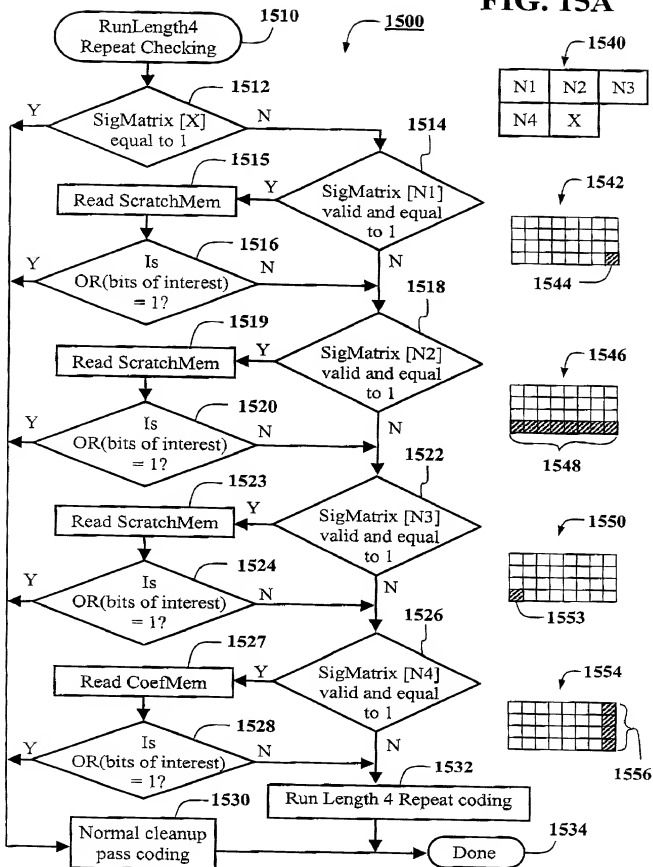 FIG. 15A
RunLength4
Repeat Checking
1510
1500
1512
Y
SigMatrix [X]
equal to 1
N
1540
N1 N2 N3
N4 X
1514
1515
Read ScratchMem
Y
SigMatrix [N1]
valid and equal
to 1
1542
1544
1516
Y
Is
OR(bits of interest)
= 1?
N
N
1518
1519
Read ScratchMem
Y
SigMatrix [N2]
valid and equal
to 1
1546
1548
1520
Y
Is
OR(bits of interest)
= 1?
N
N
1522
1523
Read ScratchMem
Y
SigMatrix [N3]
valid and equal
to 1
1550
1553
1524
Y
Is
OR(bits of interest)
= 1?
N
N
1526
1527
Read CoefMem
Y
SigMatrix [N4]
valid and equal
to 1
1554
1556
1528
Y
Is
OR(bits of interest)
= 1?
N
N
1532
Run Length 4 Repeat coding
1530
Normal cleanup
pass coding
Done
1534